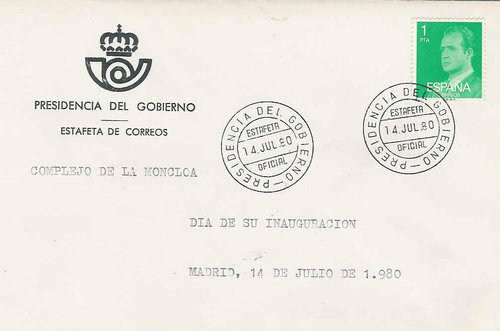 PRESIDENCIA DEL GOBIERNO
ESTAFETA DE CORREOS
1
PTA
ESPAÑA
CORREOS
PRESIDENCIA DEL GOBIERNO
ESTAFETA
14.JUL.80
OFICIAL
PRESIDENCIA DEL GOBIERNO
ESTAFETA
14.JUL.80
OFICIAL
COMPLEJO DE LA MONCLOA
DIA DE SU INAUGURACION
MADRID, 14 DE JULIO DE 1.980